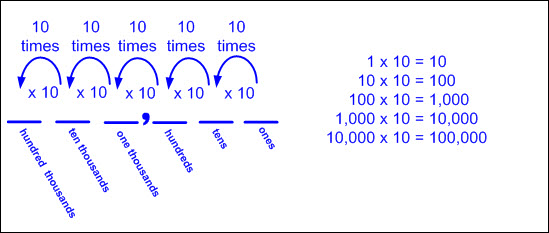 10 10 10 10 10
times times times times times
x 10 x 10 x 10 x 10 x 10
,
hundred thousands
ten thousands
one thousands
hundreds
tens
ones
1 x 10 = 10
10 x 10 = 100
100 x 10 = 1,000
1,000 x 10 = 10,000
10,000 x 10 = 100,000